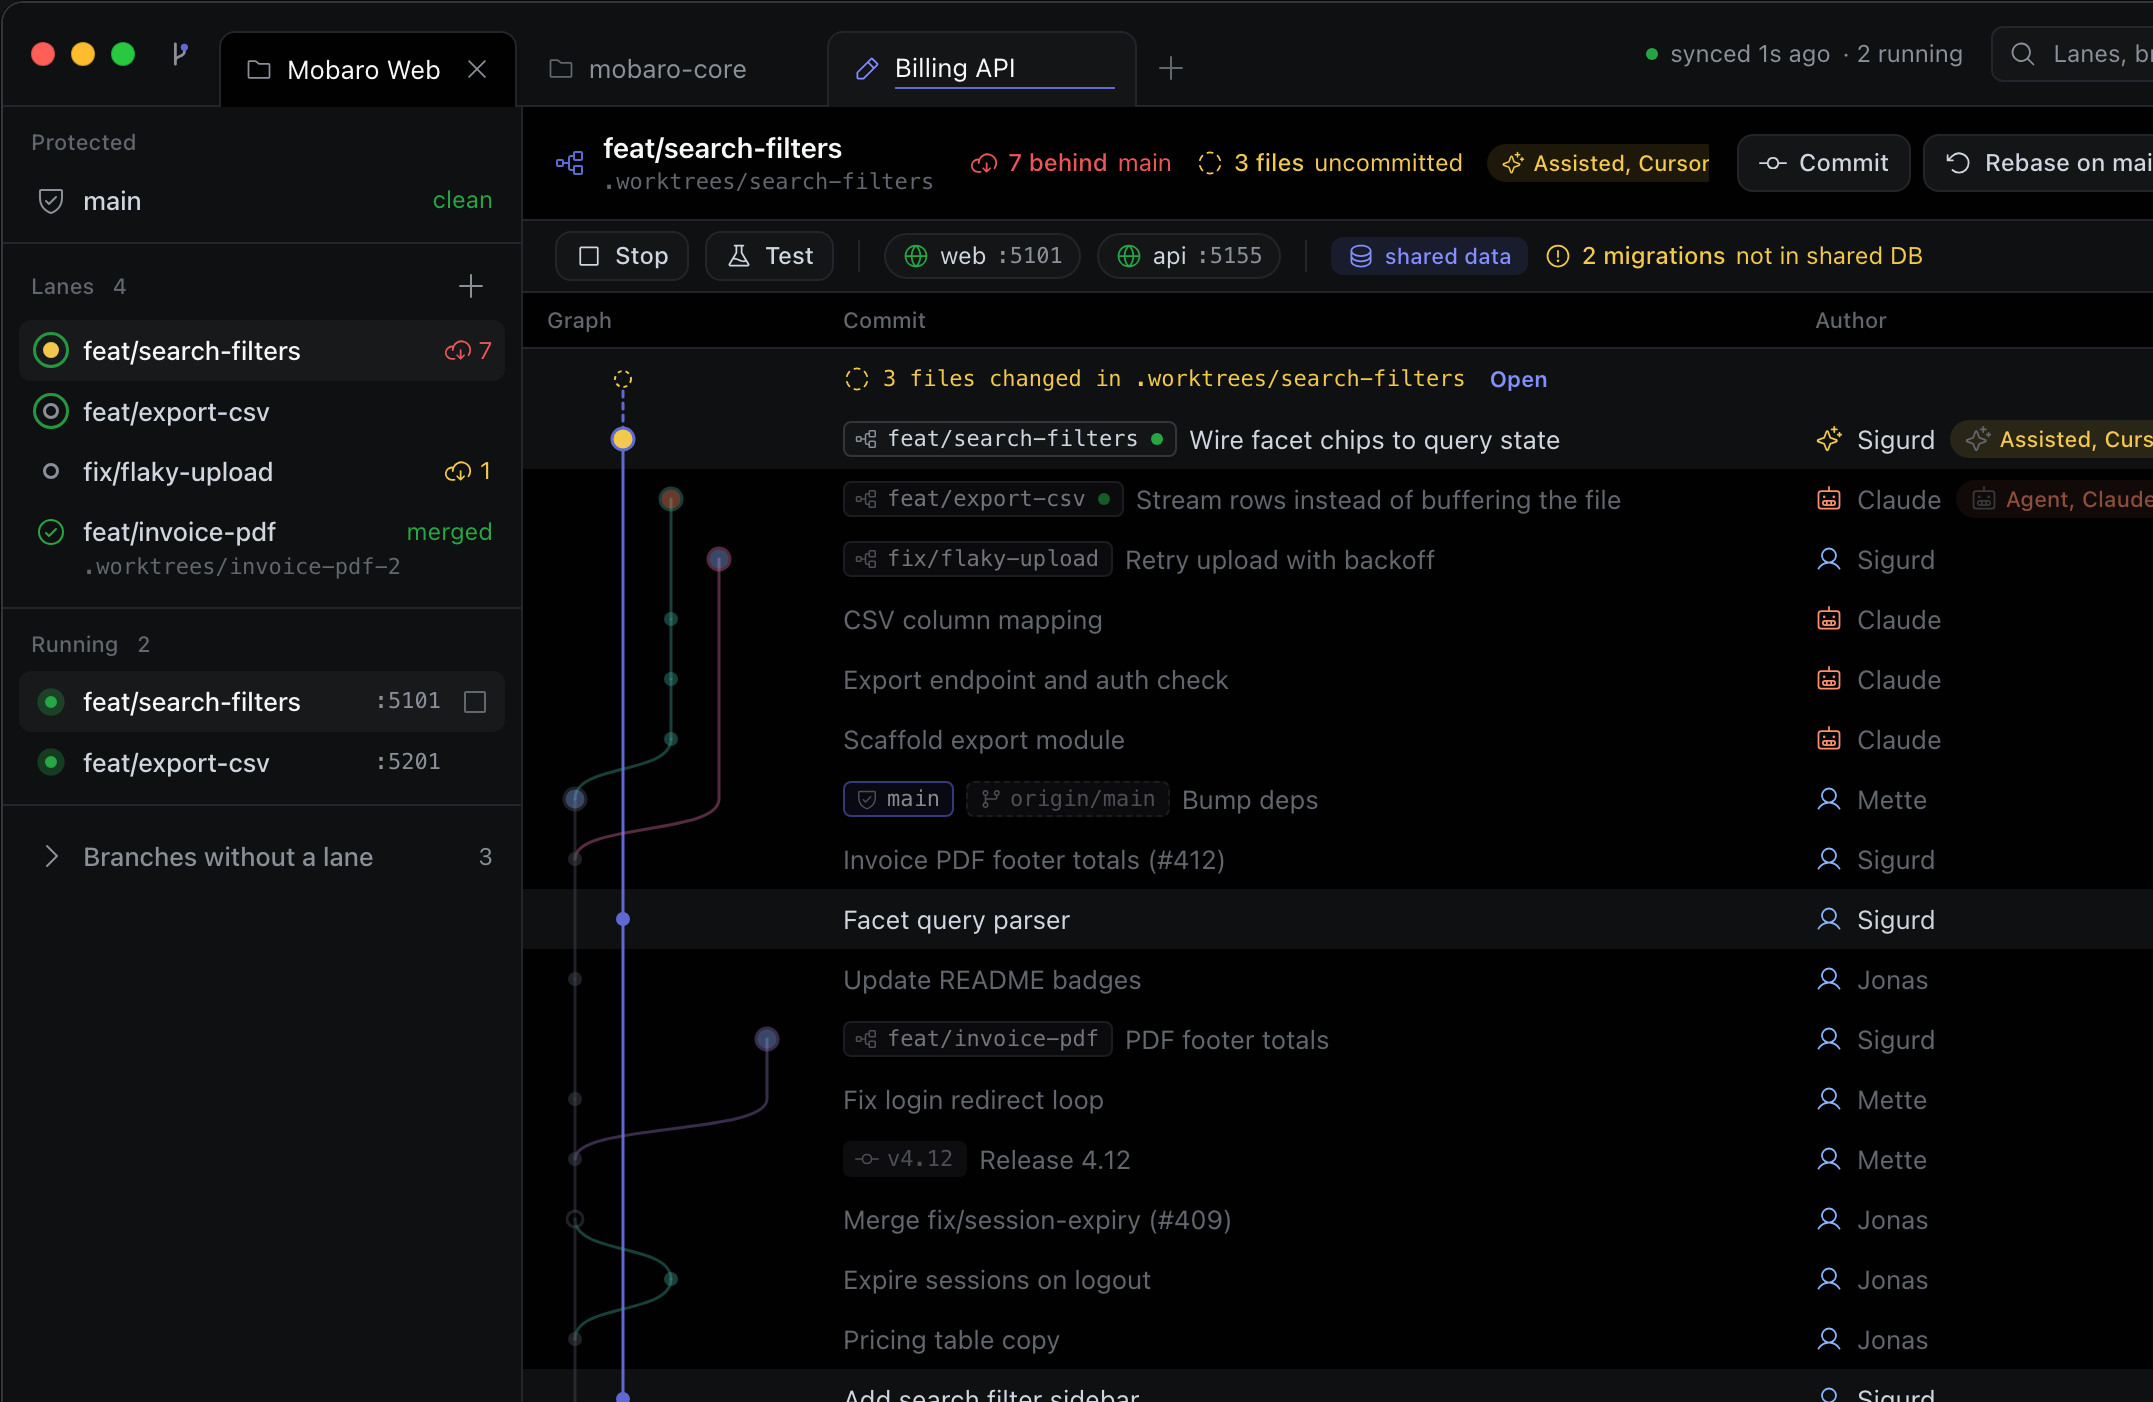 Mobaro Web
mobaro-core
Billing API
synced 1s ago · 2 running
Lanes,
Protected
main clean
Lanes 4
feat/search-filters 7
feat/export-csv
fix/flaky-upload 1
feat/invoice-pdf merged
.worktrees/invoice-pdf-2
Running 2
feat/search-filters :5101
feat/export-csv :5201
Branches without a lane 3
feat/search-filters
.worktrees/search-filters
7 behind main
3 files uncommitted
Assisted, Cursor
Commit
Rebase on
Stop
Test
web :5101
api :5155
shared data
2 migrations not in shared DB
Graph Commit Author
3 files changed in .worktrees/search-filters Open
feat/search-filters Wire facet chips to query state Sigurd Assisted,
feat/export-csv Stream rows instead of buffering the file Claude Agent, Claude
fix/flaky-upload Retry upload with backoff Sigurd
CSV column mapping Claude
Export endpoint and auth check Claude
Scaffold export module Claude
main origin/main Bump deps Mette
Invoice PDF footer totals (#412) Sigurd
Facet query parser Sigurd
Update README badges Jonas
feat/invoice-pdf PDF footer totals Sigurd
Fix login redirect loop Mette
v4.12 Release 4.12 Mette
Merge fix/session-expiry (#409) Jonas
Expire sessions on logout Jonas
Pricing table copy Jonas
Add search filter sidebar Sigurd